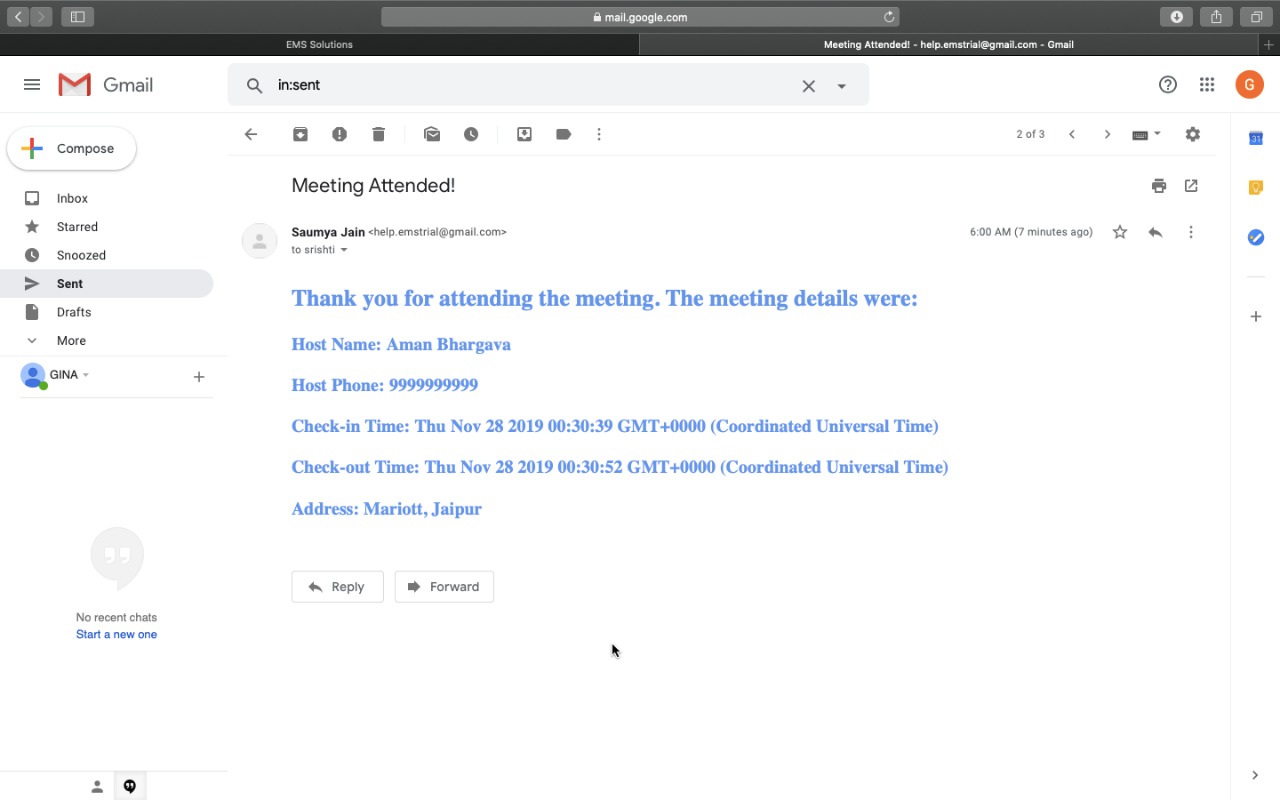 mail.google.com
EMS Solutions
Meeting Attended! - help.emstrial@gmail.com - Gmail
Gmail
in:sent
G
Compose
2 of 3
31
Inbox
Starred
Snoozed
Sent
Drafts
More
GINA
Meeting Attended!
Saumya Jain <help.emstrial@gmail.com>
6:00 AM (7 minutes ago)
to srishti
Thank you for attending the meeting. The meeting details were:
Host Name: Aman Bhargava
Host Phone: 9999999999
Check-in Time: Thu Nov 28 2019 00:30:39 GMT+0000 (Coordinated Universal Time)
Check-out Time: Thu Nov 28 2019 00:30:52 GMT+0000 (Coordinated Universal Time)
Address: Mariott, Jaipur
Reply
Forward
No recent chats
Start a new one